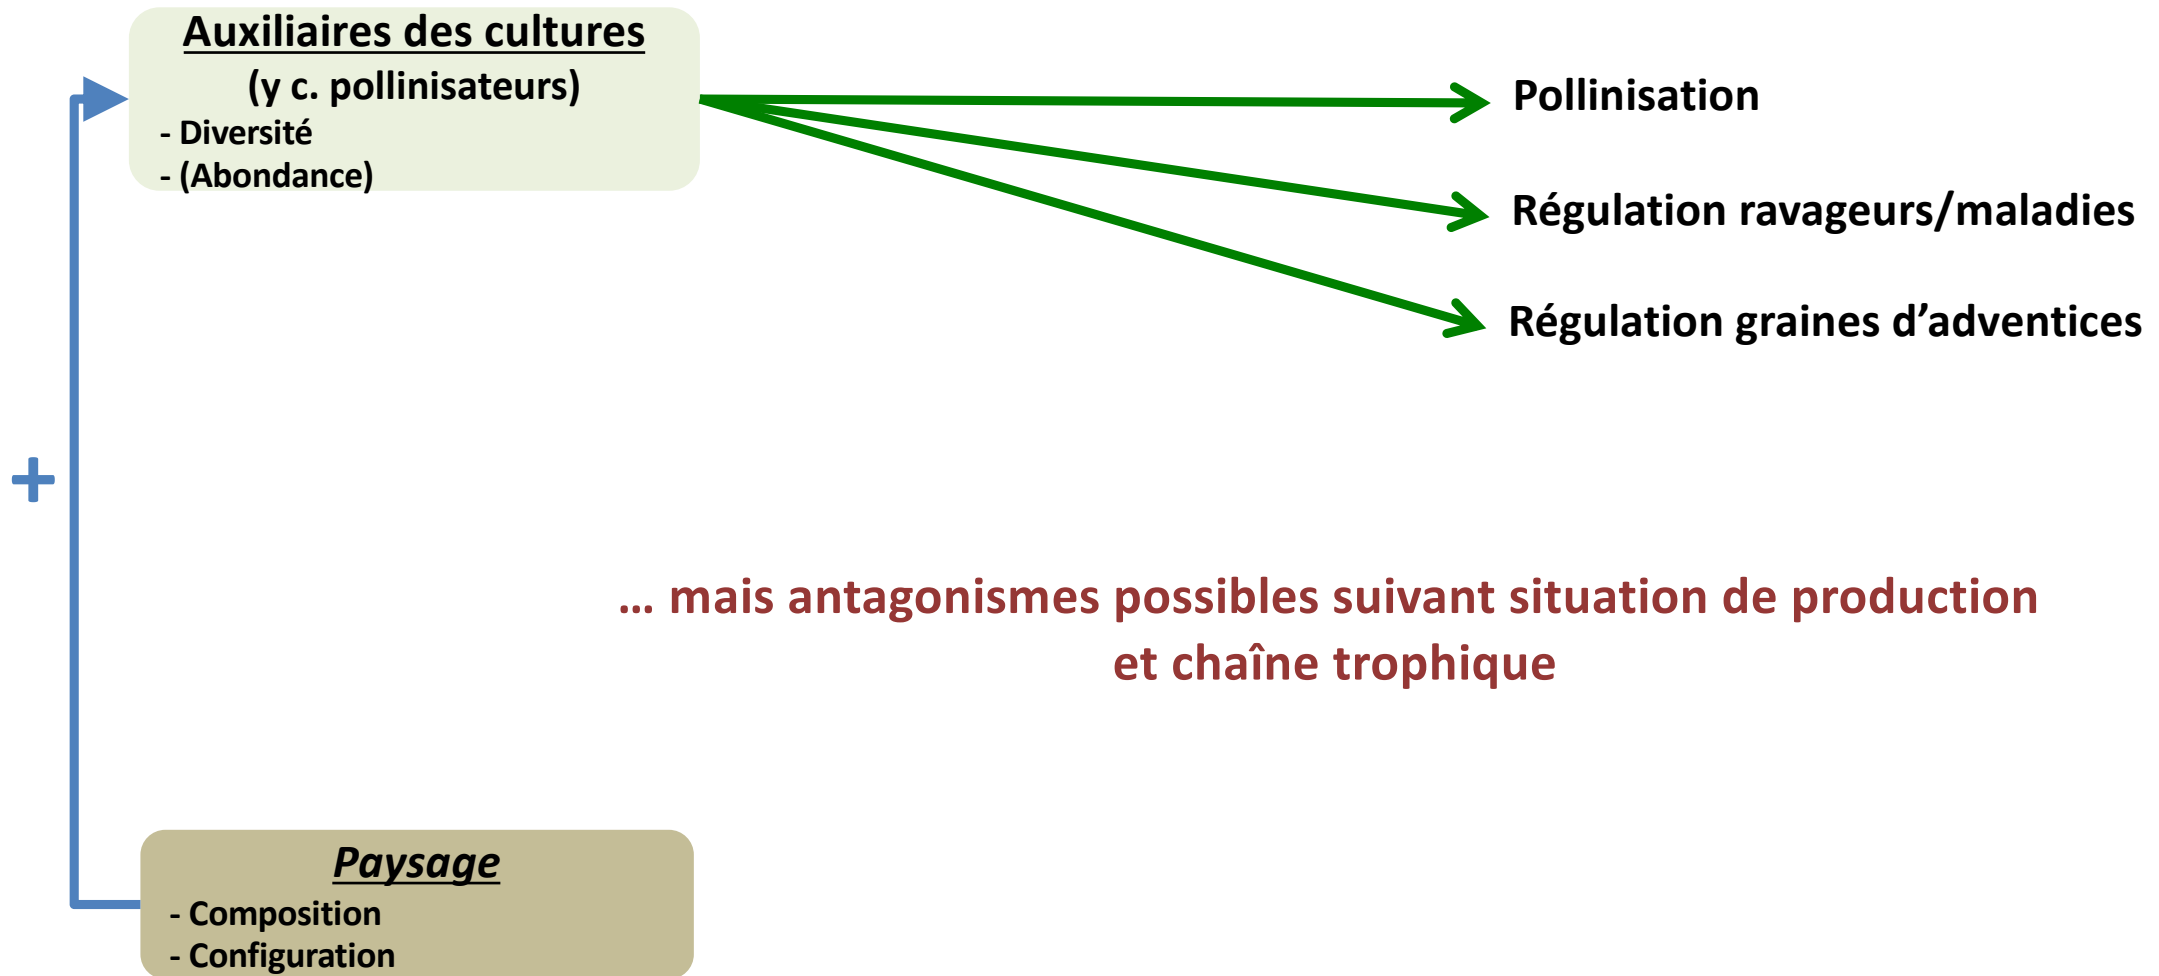 Auxiliaires des cultures
(y c. pollinisateurs)
- Diversité
- (Abondance)
Pollinisation
Régulation ravageurs/maladies
Régulation graines d’adventices
+
... mais antagonismes possibles suivant situation de production
et chaîne trophique
Paysage
- Composition
- Configuration